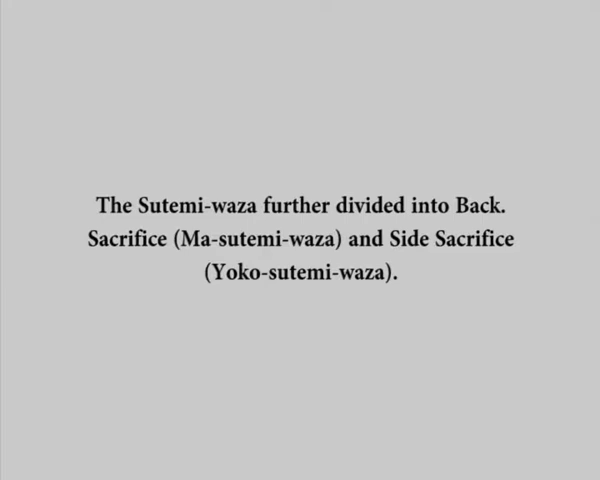 The Sutemi-waza further divided into Back.
Sacrifice (Ma-sutemi-waza) and Side Sacrifice
(Yoko-sutemi-waza).